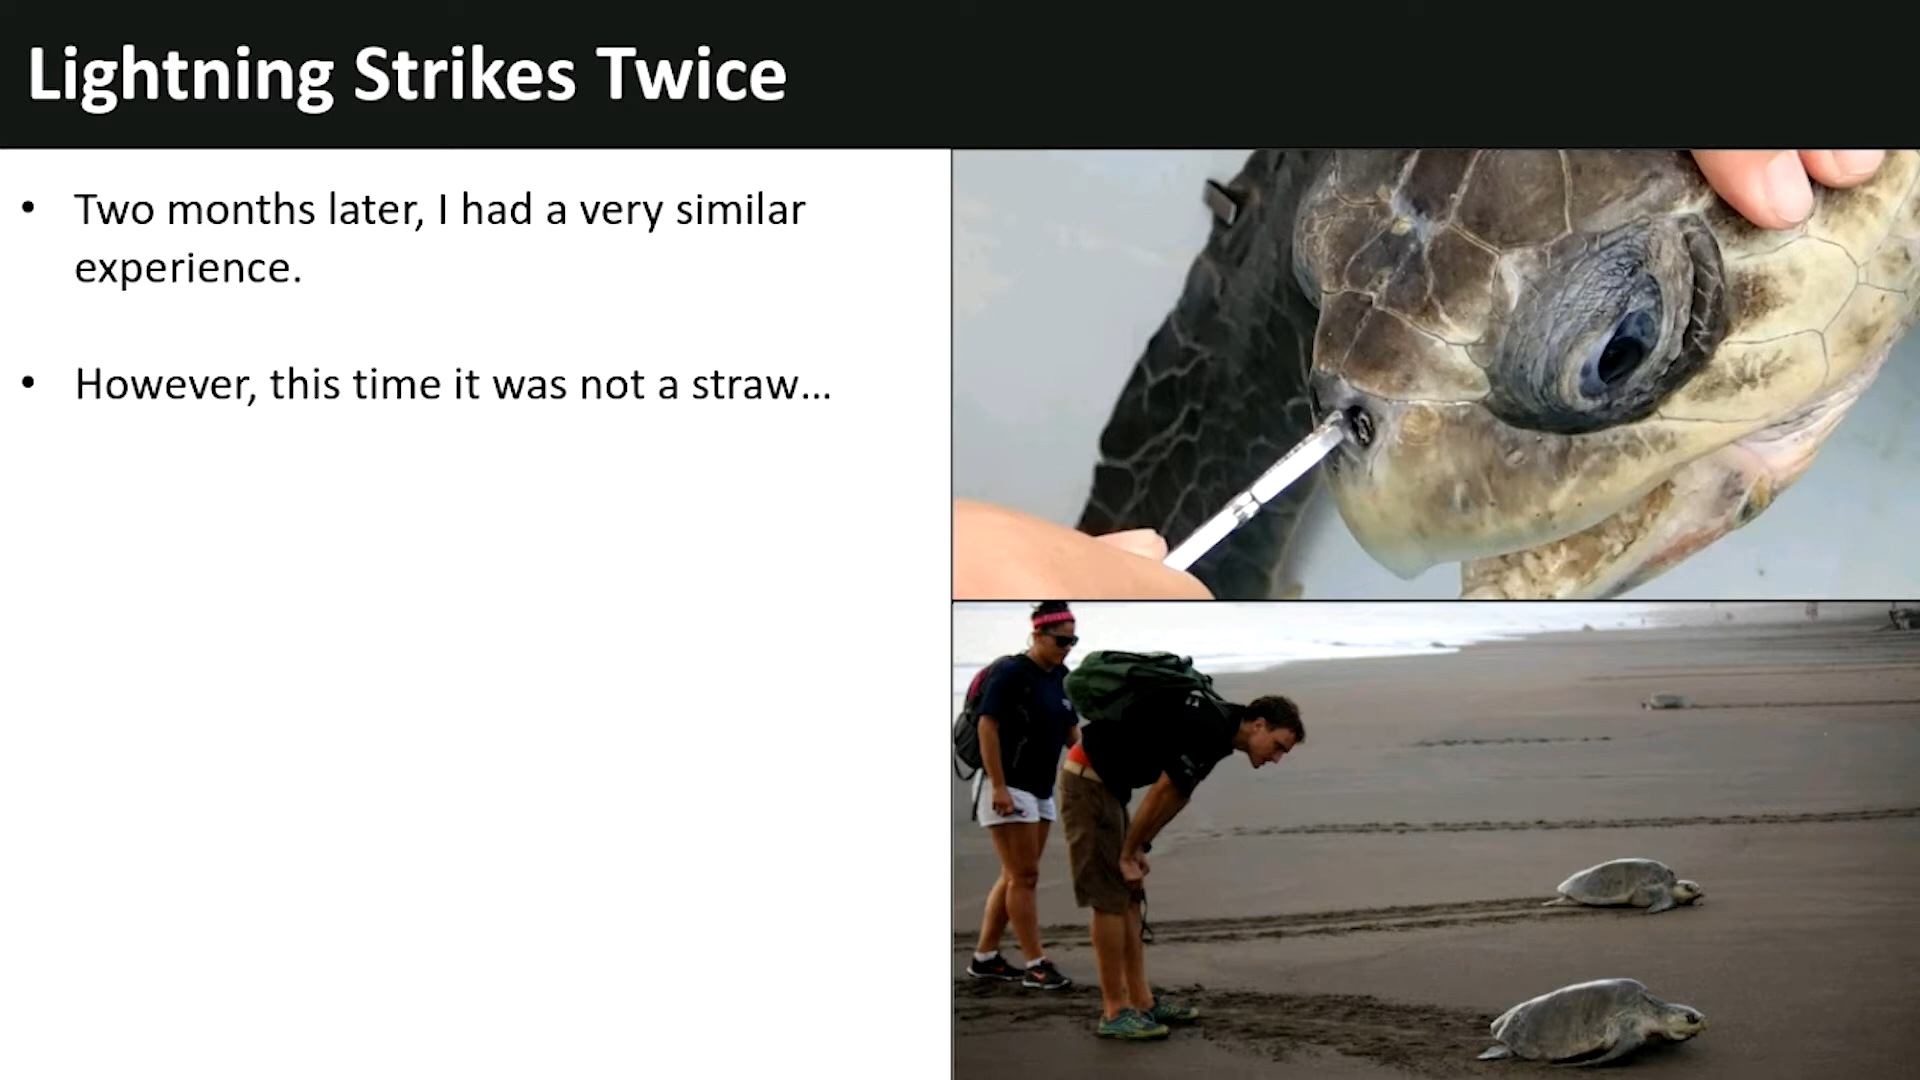 Lightning Strikes Twice
• Two months later, I had a very similar
experience.
• However, this time it was not a straw...